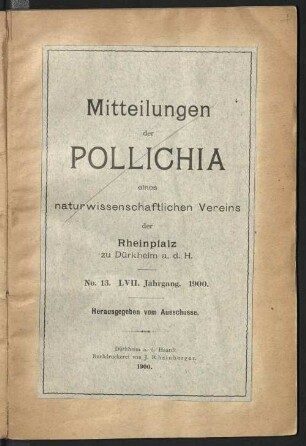 Mitteilungen
der
POLLICHIA
eines
naturwissenschaftlichen Vereins
der
Rheinpfalz
zu Dürkheim a. d. H.
No. 13. LVII. Jahrgang. 1900.
Herausgegeben vom Ausschusse.
Dürkheim a. d. Haardt
Buchdruckerei von J. Rheinberger.
1900.